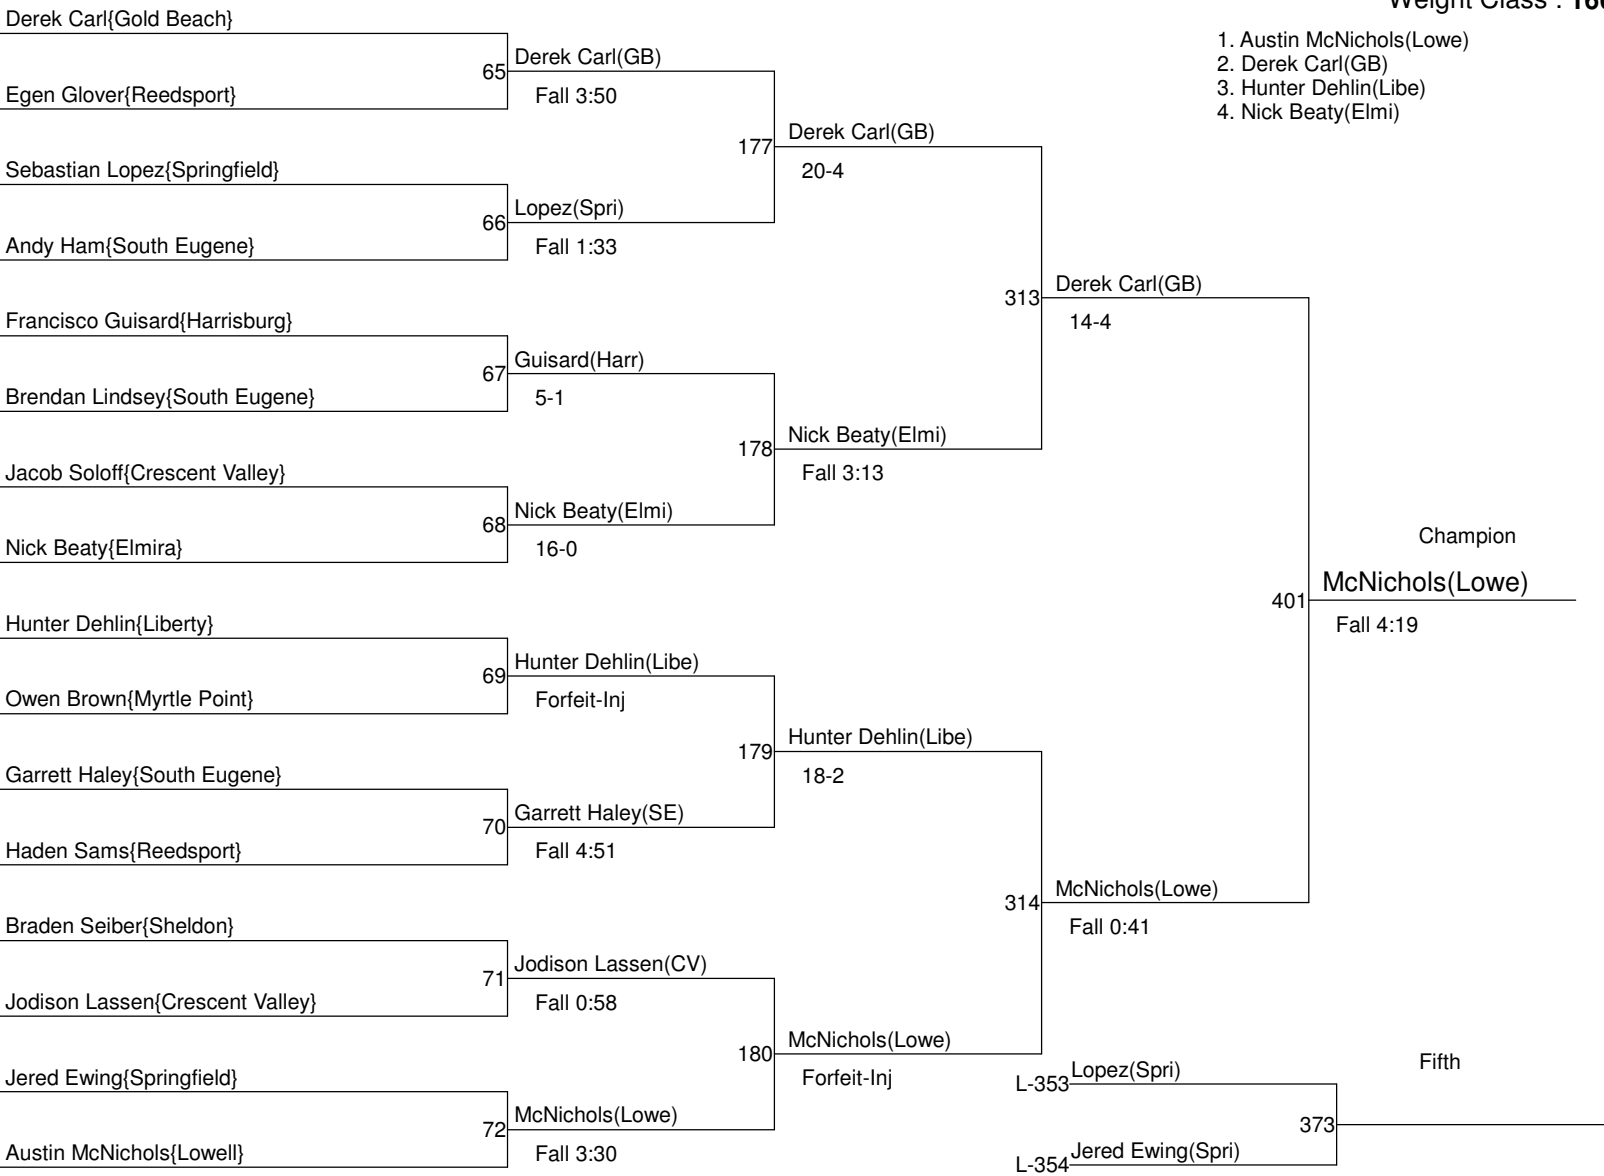 Weight Class :
1. Austin McNichols(Lowe)
2. Derek Carl(GB)
3. Hunter Dehlin(Libe)
4. Nick Beaty(Elmi)
Derek Carl{Gold Beach}
65
Derek Carl(GB)
Fall 3:50
Egen Glover{Reedsport}
177
Derek Carl(GB)
20-4
Sebastian Lopez{Springfield}
66
Lopez(Spri)
Fall 1:33
Andy Ham{South Eugene}
313
Derek Carl(GB)
14-4
Francisco Guisard{Harrisburg}
67
Guisard(Harr)
5-1
Brendan Lindsey{South Eugene}
178
Nick Beaty(Elmi)
Fall 3:13
Jacob Soloff{Crescent Valley}
68
Nick Beaty(Elmi)
16-0
Nick Beaty{Elmira}
Champion
401
McNichols(Lowe)
Fall 4:19
Hunter Dehlin{Liberty}
69
Hunter Dehlin(Libe)
Forfeit-Inj
Owen Brown{Myrtle Point}
179
Hunter Dehlin(Libe)
18-2
Garrett Haley{South Eugene}
70
Garrett Haley(SE)
Fall 4:51
Haden Sams{Reedsport}
314
McNichols(Lowe)
Fall 0:41
Braden Seiber{Sheldon}
71
Jodison Lassen(CV)
Fall 0:58
Jodison Lassen{Crescent Valley}
180
McNichols(Lowe)
Forfeit-Inj
Jered Ewing{Springfield}
72
McNichols(Lowe)
Fall 3:30
Austin McNichols{Lowell}
Fifth
L-353
Lopez(Spri)
373
L-354
Jered Ewing(Spri)